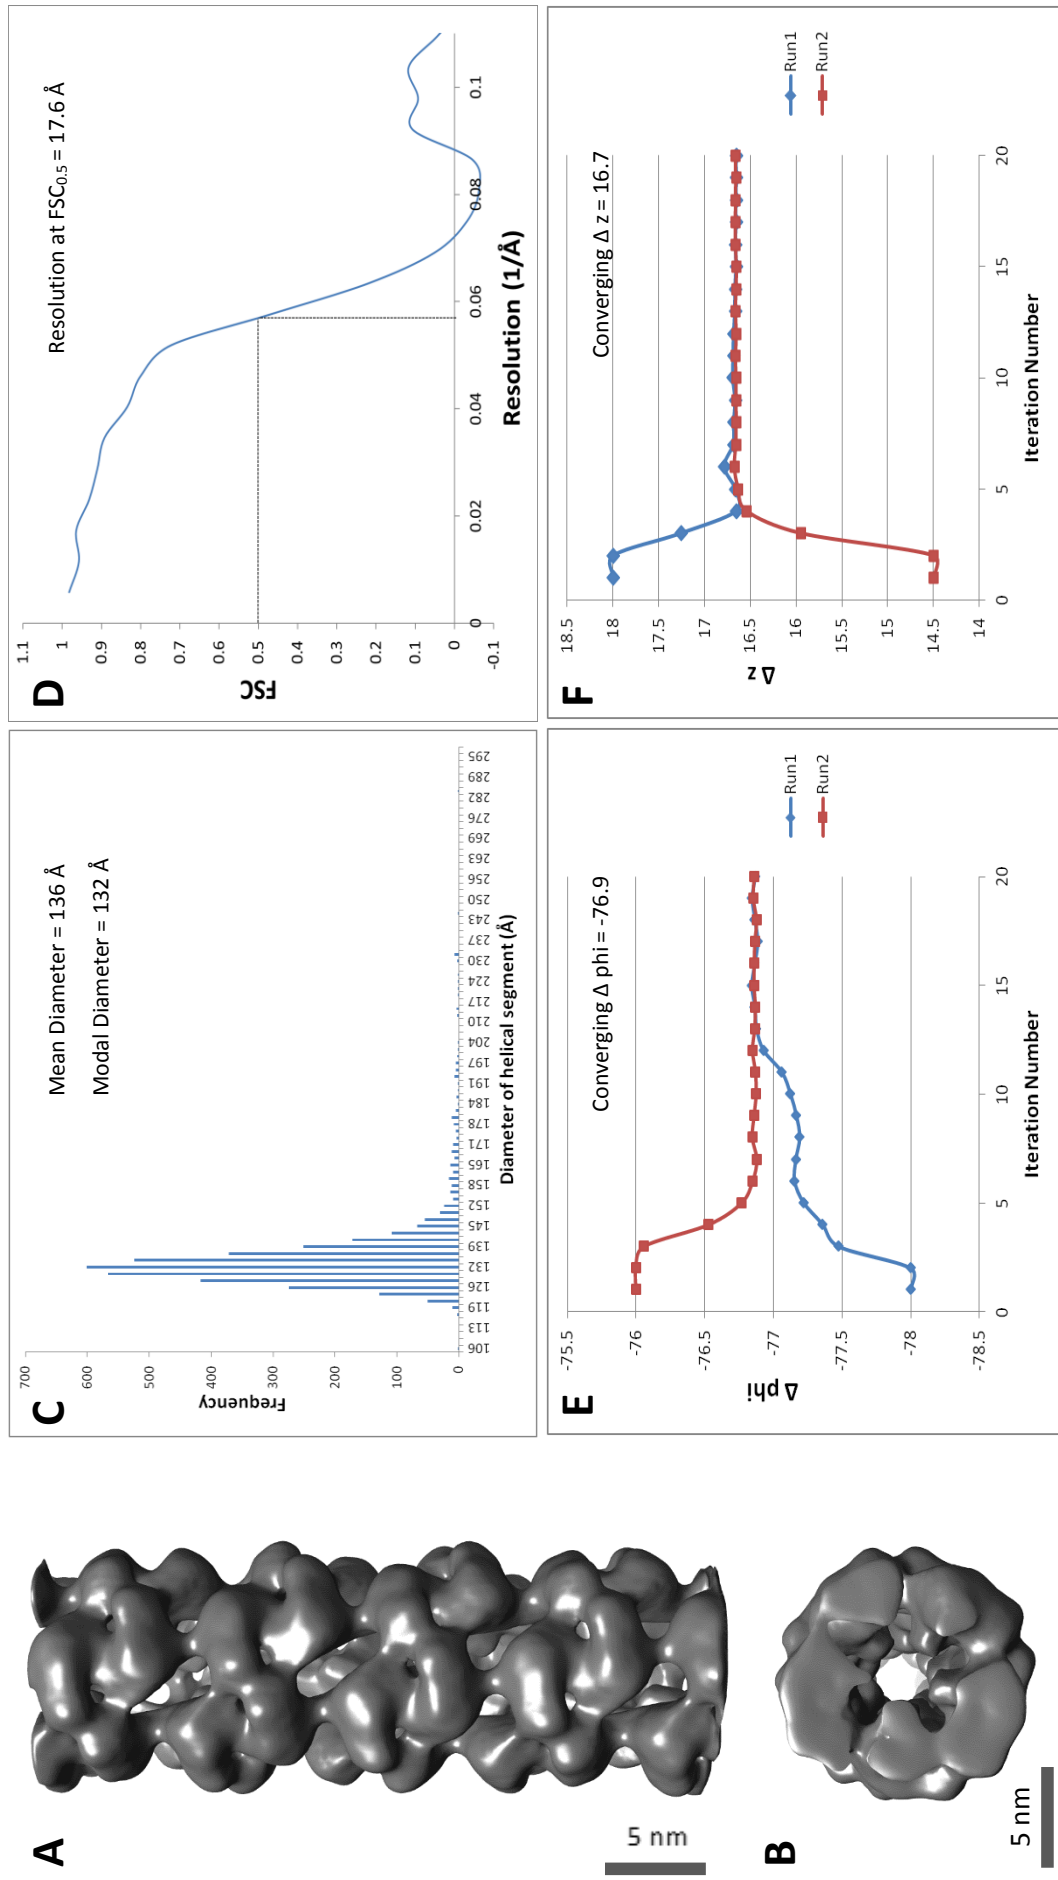 A
5 nm
B
5 nm
C
Mean Diameter = 136 Å
Modal Diameter = 132 Å
Frequency
700
600
500
400
300
200
100
0
106 113 119 126 132 139 145 152 158 165 171 178 184 191 197 204 210 217 224 230 237 243 250 256 263 269 276 282 289 295
Diameter of helical segment (Å)
D
Resolution at FSC0.5 = 17.6 Å
FSC
1.1
1
0.9
0.8
0.7
0.6
0.5
0.4
0.3
0.2
0.1
0
-0.1
0 0.02 0.04 0.06 0.08 0.1
Resolution (1/Å)
E
Converging Δ phi = -76.9
Δ phi
-75.5
-76
-76.5
-77
-77.5
-78
-78.5
0 5 10 15 20
Iteration Number
Run1
Run2
F
Converging Δ z = 16.7
Δ z
18.5
18
17.5
17
16.5
16
15.5
15
14.5
14
0 5 10 15 20
Iteration Number
Run1
Run2